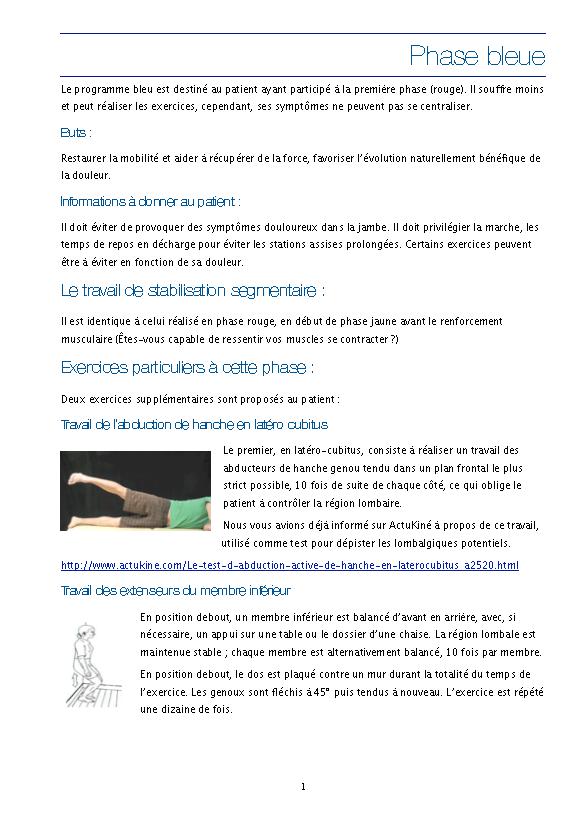 Phase bleue
Le programme bleu est destiné au patient ayant participé à la première phase (rouge). Il souffre moins
et peut réaliser les exercices, cependant, ses symptômes ne peuvent pas se centraliser.
Buts :
Restaurer la mobilité et aider à récupérer de la force, favoriser l'évolution naturellement bénéfique de
la douleur.
Informations à donner au patient :
Il doit éviter de provoquer des symptômes douloureux dans la jambe. Il doit privilégier la marche, les
temps de repos en décharge pour éviter les stations assises prolongées. Certains exercices peuvent
être à éviter en fonction de sa douleur.
Le travail de stabilisation segmentaire :
Il est identique à celui réalisé en phase rouge, en début de phase jaune avant le renforcement
musculaire (Êtes-vous capable de ressentir vos muscles se contracter ?)
Exercices particuliers à cette phase :
Deux exercices supplémentaires sont proposés au patient :
Travail de l'abduction de hanche en latéro cubitus
Le premier, en latéro-cubitus, consiste à réaliser un travail des
abducteurs de hanche genou tendu dans un plan frontal le plus
strict possible, 10 fois de suite de chaque côté, ce qui oblige le
patient à contrôler la région lombaire.
Nous vous avions déjà informé sur ActuKiné à propos de ce travail,
utilisé comme test pour dépister les lombalgiques potentiels.
http://www.actukine.com/Le-test-d-abduction-active-de-hanche-en-laterocubitus_a2520.html
Travail des extenseurs du membre inférieur
En position debout, un membre inférieur est balancé d'avant en arrière, avec, si
nécessaire, un appui sur une table ou le dossier d'une chaise. La région lombale est
maintenue stable ; chaque membre est alternativement balancé, 10 fois par membre.
En position debout, le dos est plaqué contre un mur durant la totalité du temps de
l'exercice. Les genoux sont fléchis à 45° puis tendus à nouveau. L'exercice est répété
une dizaine de fois.
1